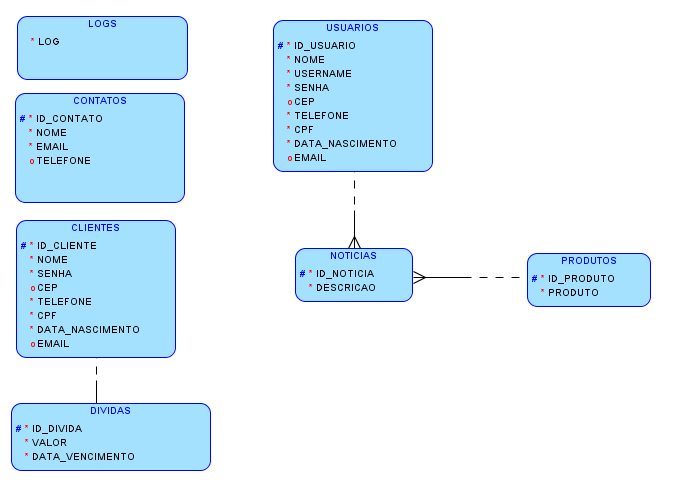 LOGS
* LOG
CONTATOS
# * ID_CONTATO
* NOME
* EMAIL
o TELEFONE
CLIENTES
# * ID_CLIENTE
* NOME
* SENHA
o CEP
* TELEFONE
* CPF
* DATA_NASCIMENTO
o EMAIL
DIVIDAS
# * ID_DIVIDA
* VALOR
* DATA_VENCIMENTO
USUARIOS
# * ID_USUARIO
* NOME
* USERNAME
* SENHA
o CEP
* TELEFONE
* CPF
* DATA_NASCIMENTO
o EMAIL
NOTICIAS
# * ID_NOTICIA
* DESCRICAO
PRODUTOS
# * ID_PRODUTO
* PRODUTO